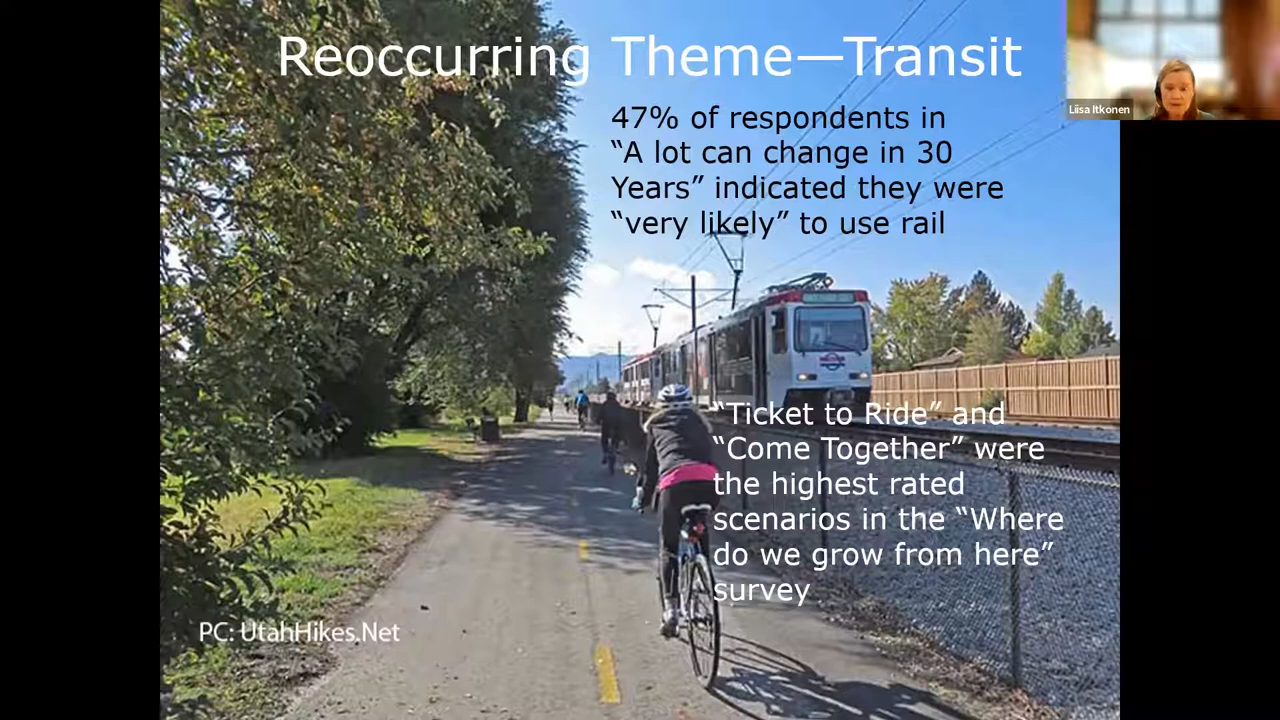 Reoccurring Theme—Transit
Liisa Itkonen
47% of respondents in
“A lot can change in 30
Years” indicated they were
“very likely” to use rail
“Ticket to Ride” and
“Come Together” were
the highest rated
scenarios in the “Where
do we grow from here”
survey
PC: UtahHikes.Net